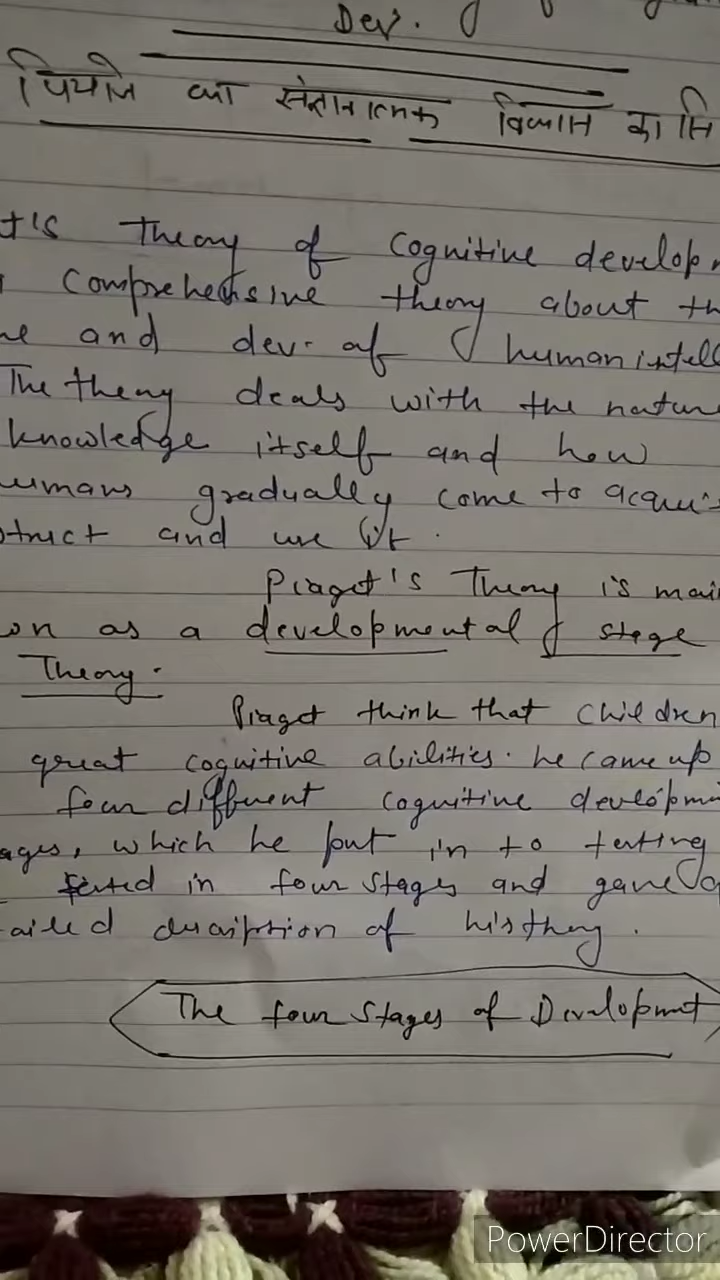 Dev.
पियाजे का संज्ञानात्मक विकास का सि
t's theory of cognitive develop
comprehensive theory about th
and dev. of human intell
The theory deals with the nature
knowledge itself and how
umans gradually come to acqui
struct and use it.
Piaget's Theory is mai
on as a developmental stage
Theory.
Piaget think that children
great cognitive abilities. he came up
four different cognitive developm
ages, which he put in to testing
in four stages and gave a
ailed description of his theory.
The four stages of Development
PowerDirector